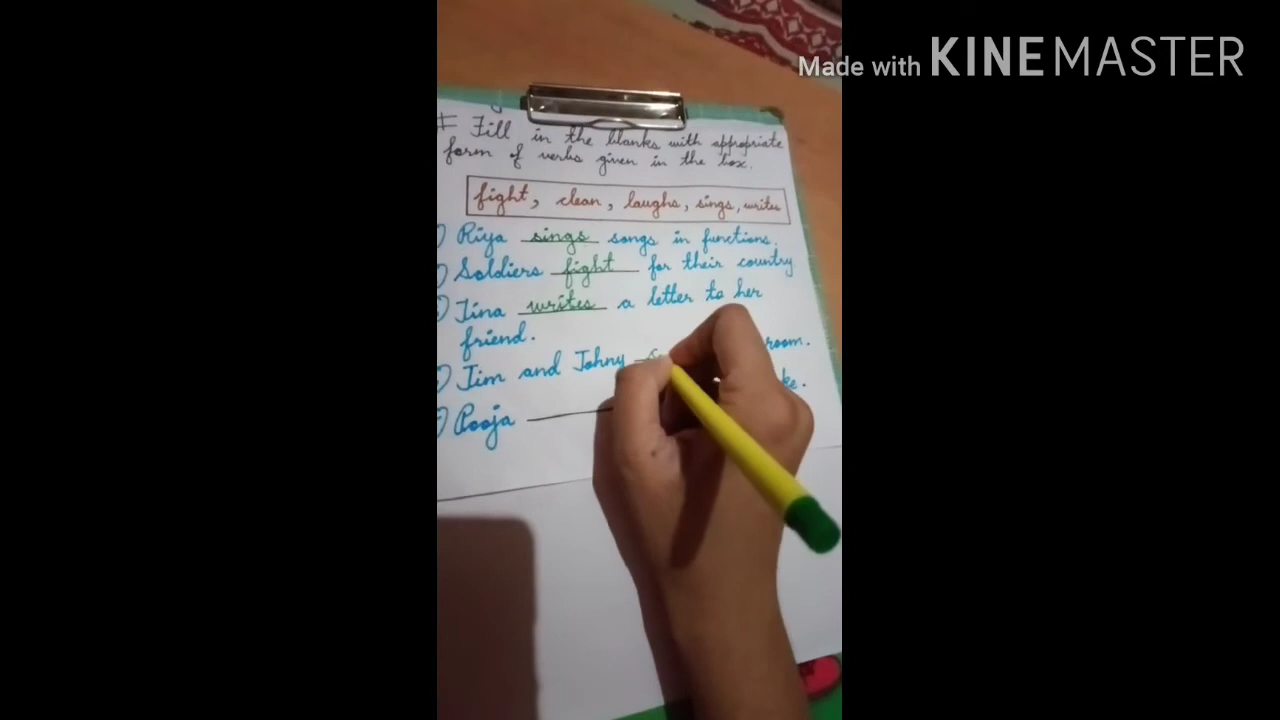 Made with KINEMASTER
# Fill in the blanks with appropriate
form of verbs given in the box.
fight, clean, laughs, sings, writes
Riya sings songs in functions.
Soldiers fight for their country
Tina writes a letter to her
friend.
Jim and Johny room.
Pooja